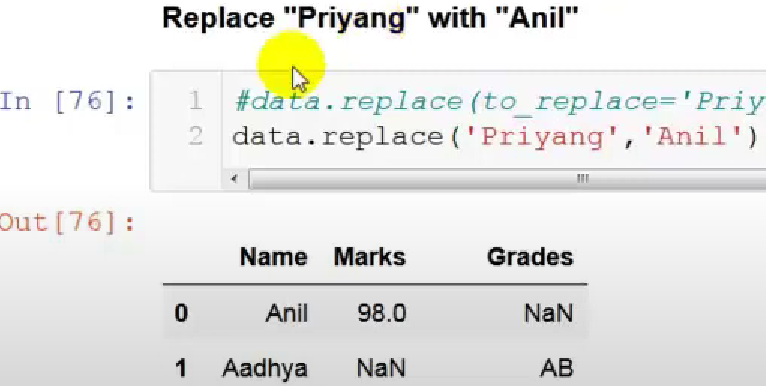 Replace "Priyang" with "Anil"
In [76]:
1 #data.replace(to_replace='Priy
2 data.replace('Priyang','Anil')
Out[76]:
Name Marks Grades
0 Anil 98.0 NaN
1 Aadhya NaN AB